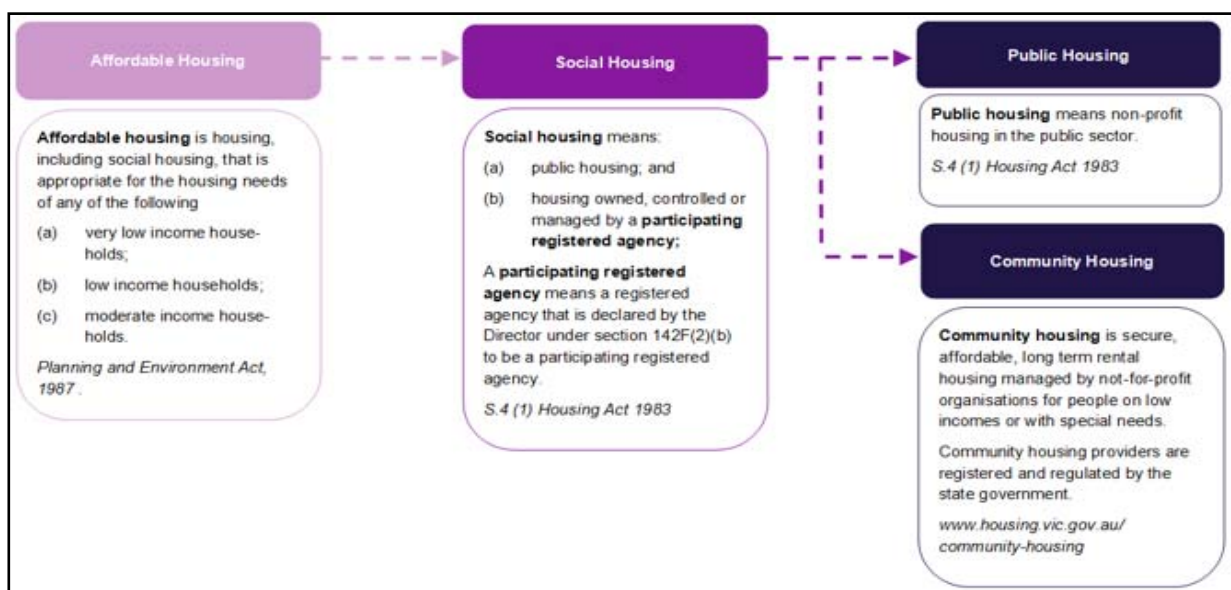 Affordable Housing
Affordable housing is housing,
including social housing, that is
appropriate for the housing needs
of any of the following
(a) very low income house-
holds;
(b) low income households;
(c) moderate income house-
holds.
Planning and Environment Act,
1987 .
Social Housing
Social housing means:
(a) public housing; and
(b) housing owned, controlled or
managed by a participating
registered agency;
A participating registered
agency means a registered
agency that is declared by the
Director under section 142F(2)(b)
to be a participating registered
agency.
S.4 (1) Housing Act 1983
Public Housing
Public housing means non-profit
housing in the public sector.
S.4 (1) Housing Act 1983
Community Housing
Community housing is secure,
affordable, long term rental
housing managed by not-for-profit
organisations for people on low
incomes or with special needs.
Community housing providers are
registered and regulated by the
state government.
www.housing.vic.gov.au/
community-housing